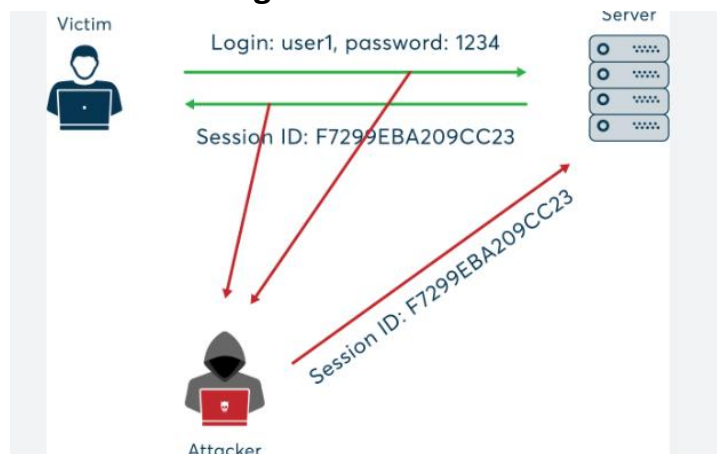 Victim
Server
Login: user1, password: 1234
Session ID: F7299EBA209CC23
Session ID: F7299EBA209CC23
Attacker